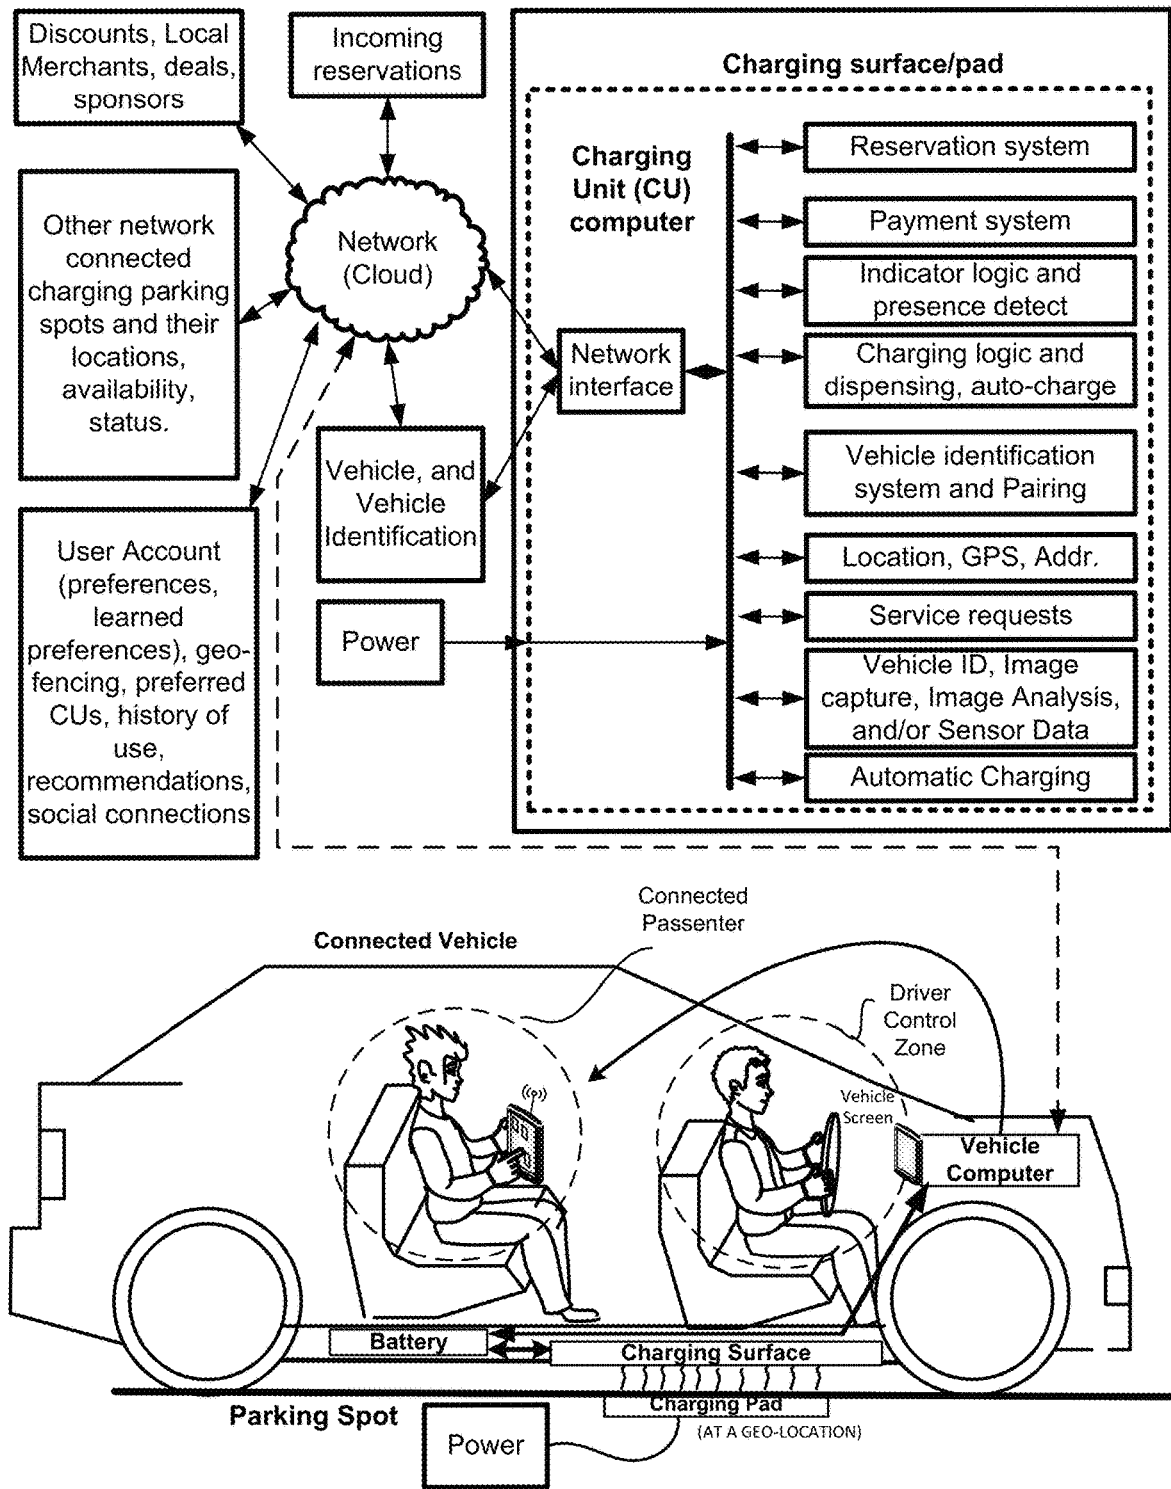 Discounts, Local
Merchants, deals,
sponsors
Incoming
reservations
Other network
connected
charging parking
spots and their
locations,
availability,
status.
Network
(Cloud)
Vehicle, and
Vehicle
Identification
User Account
(preferences,
learned
preferences), geo-
fencing, preferred
CUs, history of
use,
recommendations,
social connections
Power
Charging surface/pad
Charging
Unit (CU)
computer
Network
interface
Reservation system
Payment system
Indicator logic and
presence detect
Charging logic and
dispensing, auto-charge
Vehicle identification
system and Pairing
Location, GPS, Addr.
Service requests
Vehicle ID, Image
capture, Image Analysis,
and/or Sensor Data
Automatic Charging
Connected
Passenter
Connected Vehicle
Driver
Control
Zone
Vehicle
Screen
Vehicle
Computer
Battery
Charging Surface
Parking Spot
Charging Pad
(AT A GEO-LOCATION)
Power